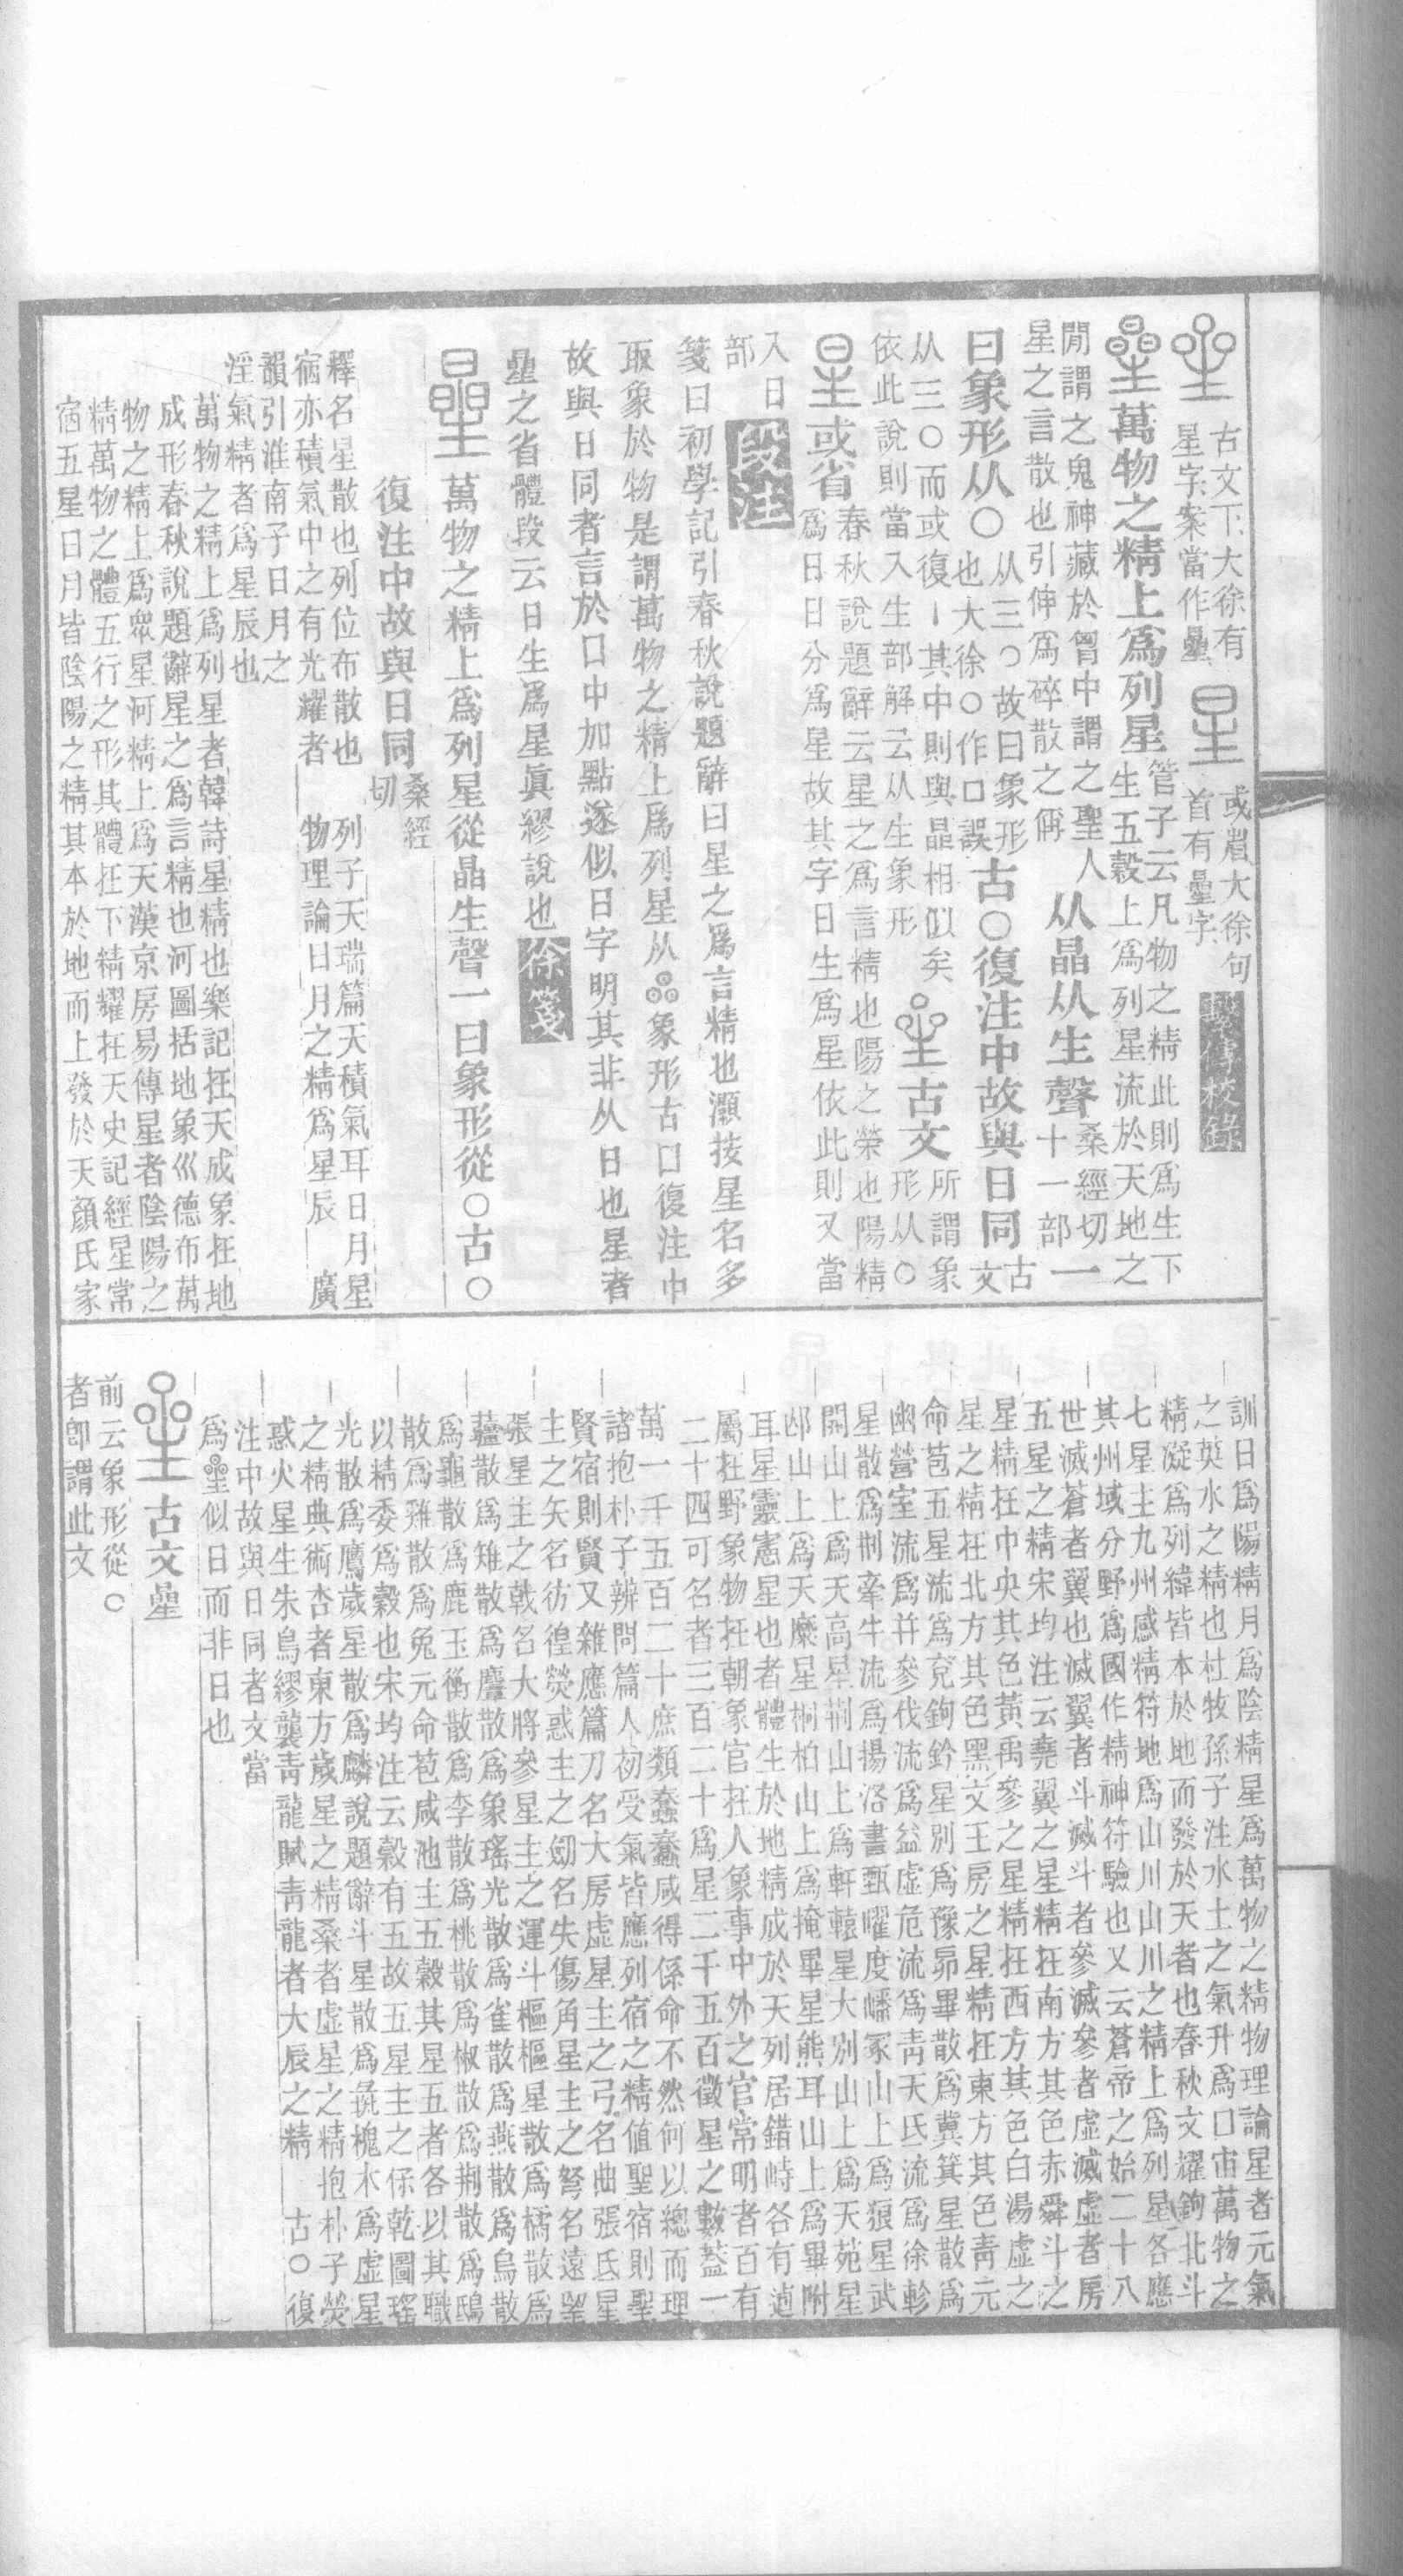 古文下大徐有
星字案當作曐
或省大徐句
首有曐字
繫傳校錄
萬物之精上爲列星
管子云凡物之精此則爲生下
生五穀上爲列星流於天地之
閒謂之鬼神藏於胷中謂之聖人
星之言散也引伸爲碎散之偁
从晶从生聲
桑經切
十一部
一
曰象形从○
从三○故曰象形
也大徐○作口誤
古○復注中故與日同
古
文
从三○而或復丨其中則與晶相似矣
依此說則當入生部解云从生象形
古文
所謂象
形从○
或省
春秋說題辭云星之爲言精也陽之榮也陽精
爲日日分爲星故其字日生爲星依此則又當
入日
部
段注
箋曰初學記引春秋說題辭曰星之爲言精也灝按星名多
取象於物是謂萬物之精上爲列星从象形古口復注中
故與日同者言於口中加點遂似日字明其非从日也星者
曐之省體段云日生爲星眞繆說也
徐箋
萬物之精上爲列星從晶生聲一曰象形從○古○
復注中故與日同
桑經
切
列子天瑞篇天積氣耳日月星
物理論日月之精爲星辰 廣
釋名星散也列位布散也
宿亦積氣中之有光耀者
韻引淮南子日月之
淫氣精者爲星辰也
萬物之精上爲列星者韓詩星精也樂記在天成象在地
成形春秋說題辭星之爲言精也河圖括地象巛德布萬
物之精上爲眾星河精上爲天漢京房易傳星者陰陽之
精萬物之體五行之形其體在下精耀在天史記經星常
宿五星日月皆陰陽之精其本於地而上發於天顏氏家
訓日爲陽精月爲陰精星爲萬物之精物理論星者元氣
之英水之精也杜牧孫子注水土之氣升爲口宙萬物之
精凝爲列緯皆本於地而發於天者也春秋文耀鉤北斗
七星主九州感精符地爲山川山川之精上爲列星各應
其州域分野爲國作精神符驗也又云蒼帝之始二十八
世滅蒼者翼也滅翼者斗滅斗者參滅參者虛滅虛者房
五星之精宋均注云堯翼之星精在南方其色赤舜斗之
星精在中央其色黃禹參之星精在西方其色白湯虛之
星之精在北方其色黑文王房之星精在東方其色青元
命苞五星流爲兗鉤鈐星別爲豫昴畢散爲冀箕星散爲
幽營室流爲并參伐流爲益虛危流爲青天氐流爲徐軫
星散爲荆牽牛流爲揚洛書甄曜度嶓冢山上爲狼星武
開山上爲天高星荆山上爲軒轅星大別山上爲天苑星
邙山上爲天麋星桐柏山上爲掩畢星熊耳山上爲畢附
耳星靈憲星也者體生於地精成於天列居錯峙各有逌
屬在野象物在朝象官在人象事中外之官常明者百有
二十四可名者三百二十爲星二千五百微星之數蓋一
萬一千五百二十庶類蠢蠢咸得係命不然何以總而理
諸抱朴子辨問篇人初受氣皆應列宿之精值聖宿則聖
賢宿則賢又雜應篇刀名大房虛星主之弓名曲張氐星
主之矢名彷徨熒惑主之劒名失傷角星主之弩名遠望
張星主之戟名大將參星主之運斗樞樞星散爲橘散爲
薑散爲雉散爲麞散爲象瑤光散爲雀散爲燕散爲烏散
爲龜散爲鹿玉衡散爲李散爲桃散爲椒散爲荆散爲鴟
散爲雞散爲兔元命苞咸池主五穀其星五者各以其職
以精委爲穀也宋均注云穀有五故五星主之保乾圖瑤
光散爲鷹歲星散爲麟說題辭斗星散爲彘槐木爲虛星
之精典術杏者東方歲星之精桑者虛星之精抱朴子熒
惑火星生朱鳥繆襲青龍賦青龍者大辰之精 古○復
注中故與日同者文當
爲似日而非日也
古文曐
前云象形從○
者卽謂此文